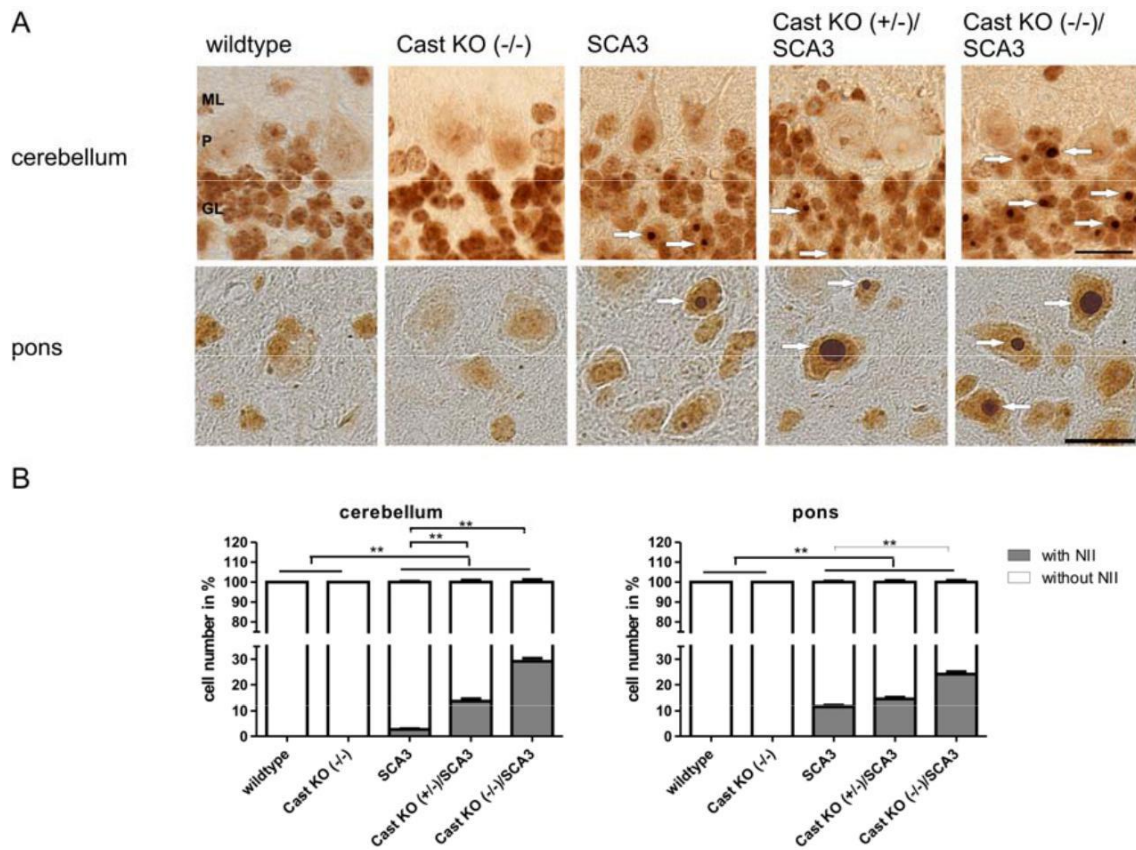 A
wildtype
Cast KO (-/-)
SCA3
Cast KO (+/-)/
SCA3
Cast KO (-/-)/
SCA3
cerebellum
ML
P
GL
pons
B
cerebellum
**
**
**
120
110
100
90
80
30
20
10
0
cell number in %
wildtype
Cast KO (-/-)
SCA3
Cast KO (+/-)/SCA3
Cast KO (-/-)/SCA3
pons
**
**
120
110
100
90
80
30
20
10
0
cell number in %
wildtype
Cast KO (-/-)
SCA3
Cast KO (+/-)/SCA3
Cast KO (-/-)/SCA3
with NII
without NII